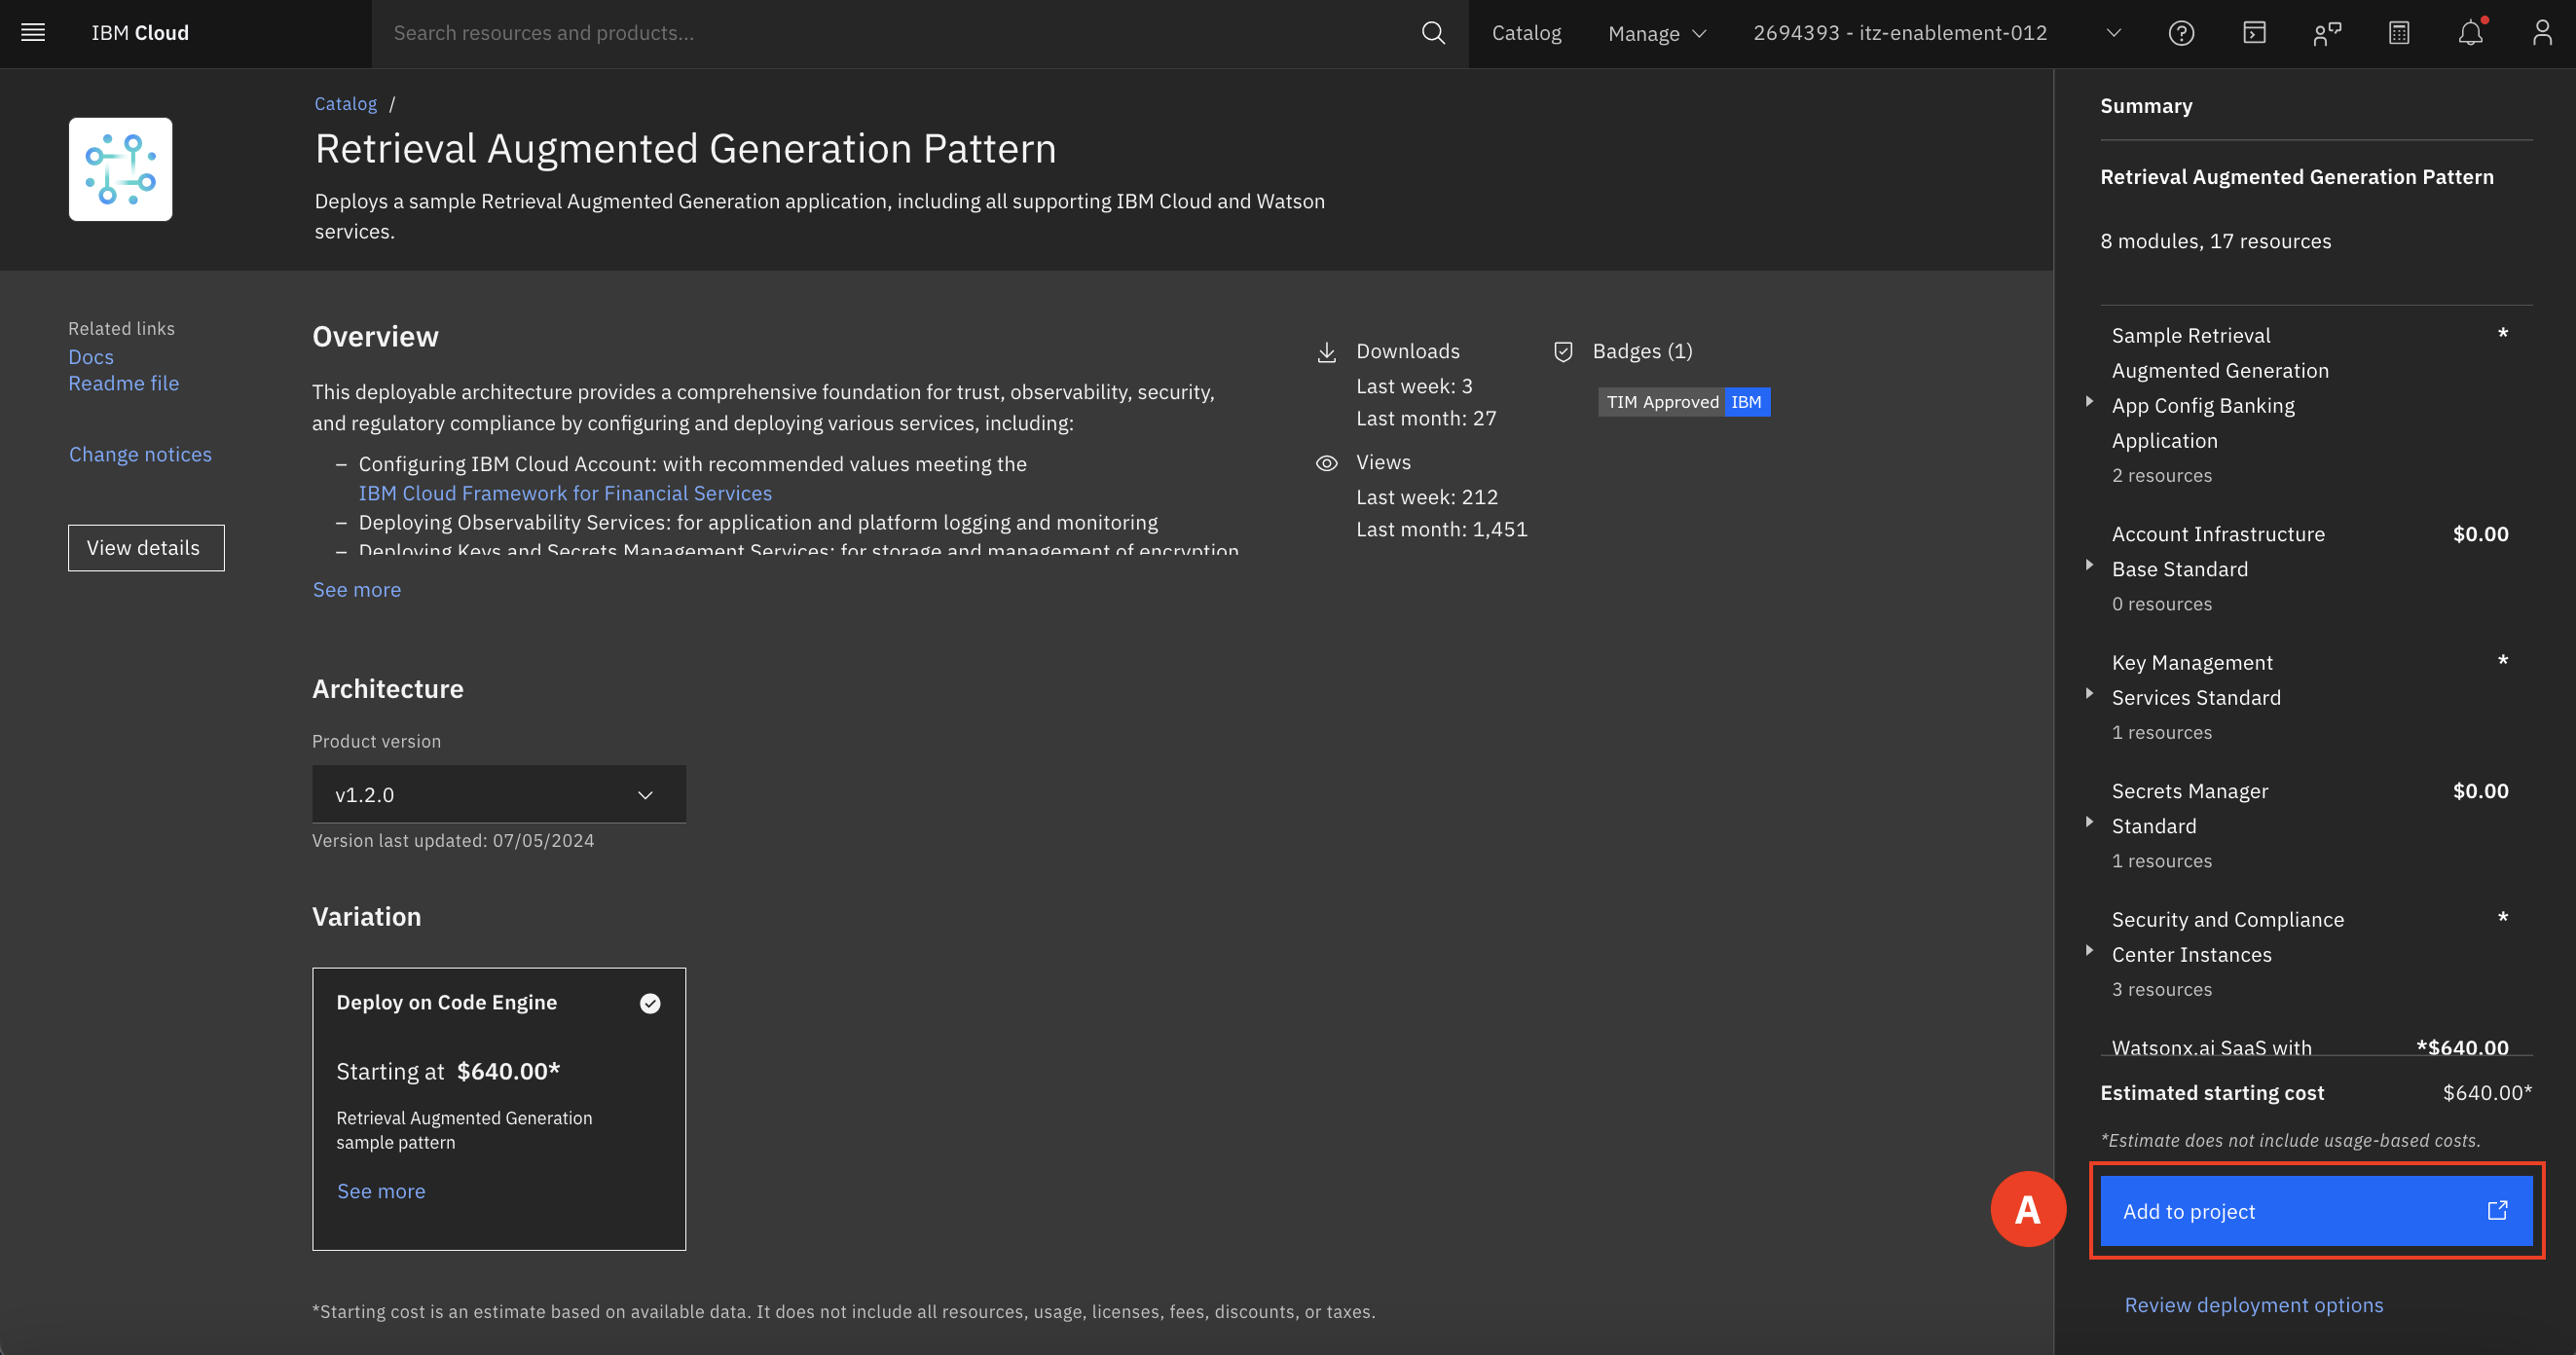 IBM Cloud
Search resources and products...
Catalog
Manage
2694393 - itz-enablement-012
Catalog /
Retrieval Augmented Generation Pattern
Deploys a sample Retrieval Augmented Generation application, including all supporting IBM Cloud and Watson
services.
Related links
Docs
Readme file
Change notices
View details
Overview
This deployable architecture provides a comprehensive foundation for trust, observability, security,
and regulatory compliance by configuring and deploying various services, including:
– Configuring IBM Cloud Account: with recommended values meeting the
IBM Cloud Framework for Financial Services
– Deploying Observability Services: for application and platform logging and monitoring
– Deploying Keys and Secrets Management Services: for storage and management of encryption
See more
Downloads
Last week: 3
Last month: 27
Views
Last week: 212
Last month: 1,451
Badges (1)
TIM Approved IBM
Architecture
Product version
v1.2.0
Version last updated: 07/05/2024
Variation
Deploy on Code Engine
Starting at $640.00*
Retrieval Augmented Generation
sample pattern
See more
*Starting cost is an estimate based on available data. It does not include all resources, usage, licenses, fees, discounts, or taxes.
Summary
Retrieval Augmented Generation Pattern
8 modules, 17 resources
Sample Retrieval *
Augmented Generation
App Config Banking
Application
2 resources
Account Infrastructure $0.00
Base Standard
0 resources
Key Management *
Services Standard
1 resources
Secrets Manager $0.00
Standard
1 resources
Security and Compliance *
Center Instances
3 resources
Watsonx.ai SaaS with *$640.00
Estimated starting cost $640.00*
*Estimate does not include usage-based costs.
A
Add to project
Review deployment options